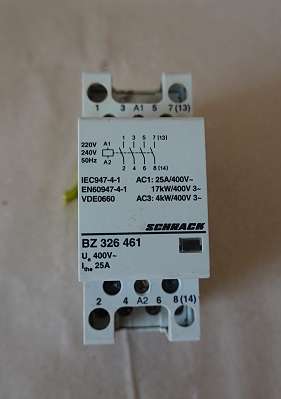 1 3 A1 5 7 (13)
1 3 5 7 (13)
220V A1
240V
50Hz A2
2 4 6 8 (14)
IEC947-4-1 AC1: 25A/400V~
EN60947-4-1 17kW/400V 3~
VDE0660 AC3: 4kW/400V 3~
SCHRACK
BZ 326 461
Ue 400V~
Ithe 25A
2 4 A2 6 8 (14)